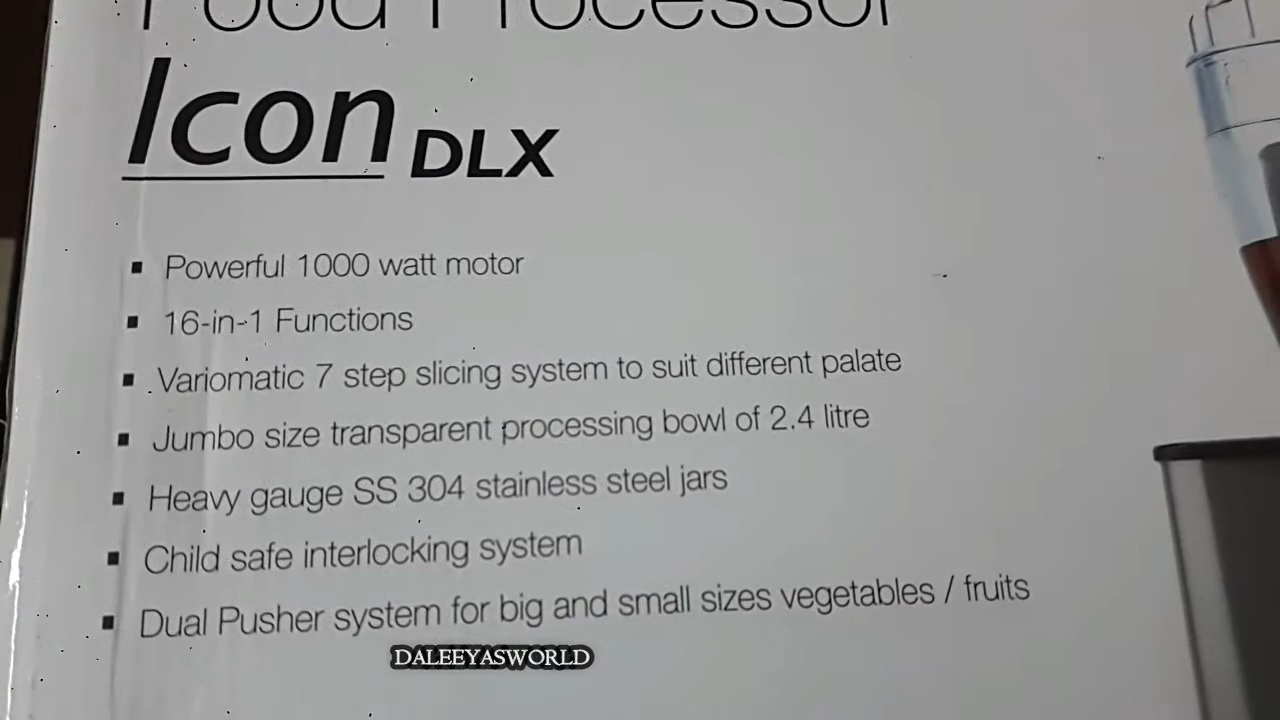 Food Processor
Icon DLX
▪ Powerful 1000 watt motor
▪ 16-in-1 Functions
▪ Variomatic 7 step slicing system to suit different palate
▪ Jumbo size transparent processing bowl of 2.4 litre
▪ Heavy gauge SS 304 stainless steel jars
▪ Child safe interlocking system
▪ Dual Pusher system for big and small sizes vegetables / fruits
DALEEYASWORLD